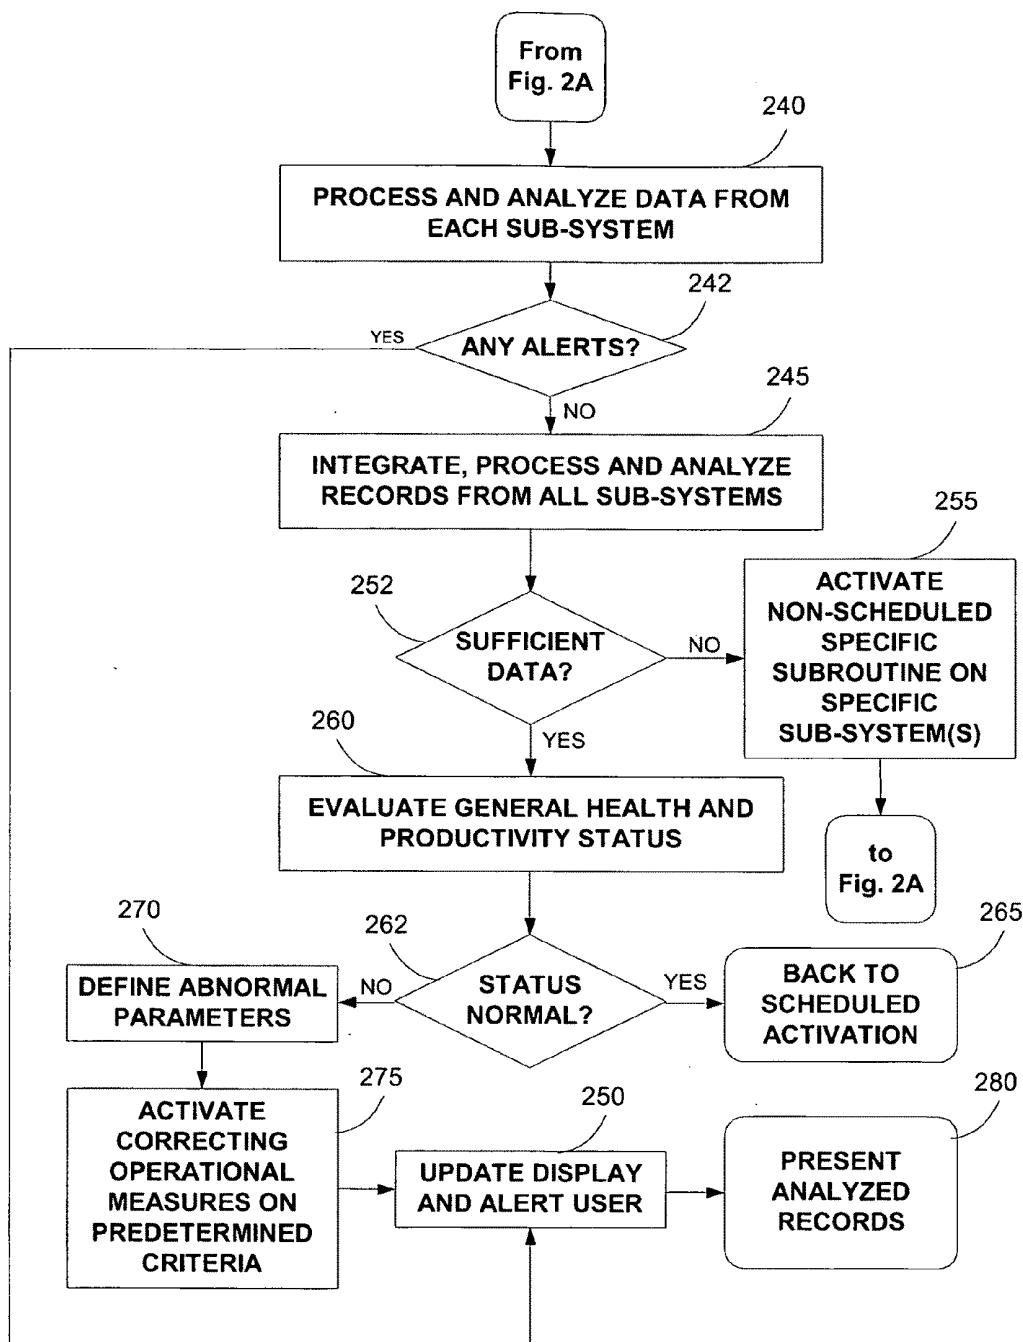 From
Fig. 2A
240
PROCESS AND ANALYZE DATA FROM
EACH SUB-SYSTEM
242
YES
ANY ALERTS?
245
NO
INTEGRATE, PROCESS AND ANALYZE
RECORDS FROM ALL SUB-SYSTEMS
255
252
ACTIVATE
NON-SCHEDULED
SPECIFIC
SUBROUTINE ON
SPECIFIC
SUB-SYSTEM(S)
SUFFICIENT
DATA?
NO
260
YES
EVALUATE GENERAL HEALTH AND
PRODUCTIVITY STATUS
to
Fig. 2A
270
262
265
DEFINE ABNORMAL
PARAMETERS
NO
STATUS
NORMAL?
YES
BACK TO
SCHEDULED
ACTIVATION
275
250
280
ACTIVATE
CORRECTING
OPERATIONAL
MEASURES ON
PREDETERMINED
CRITERIA
UPDATE DISPLAY
AND ALERT USER
PRESENT
ANALYZED
RECORDS